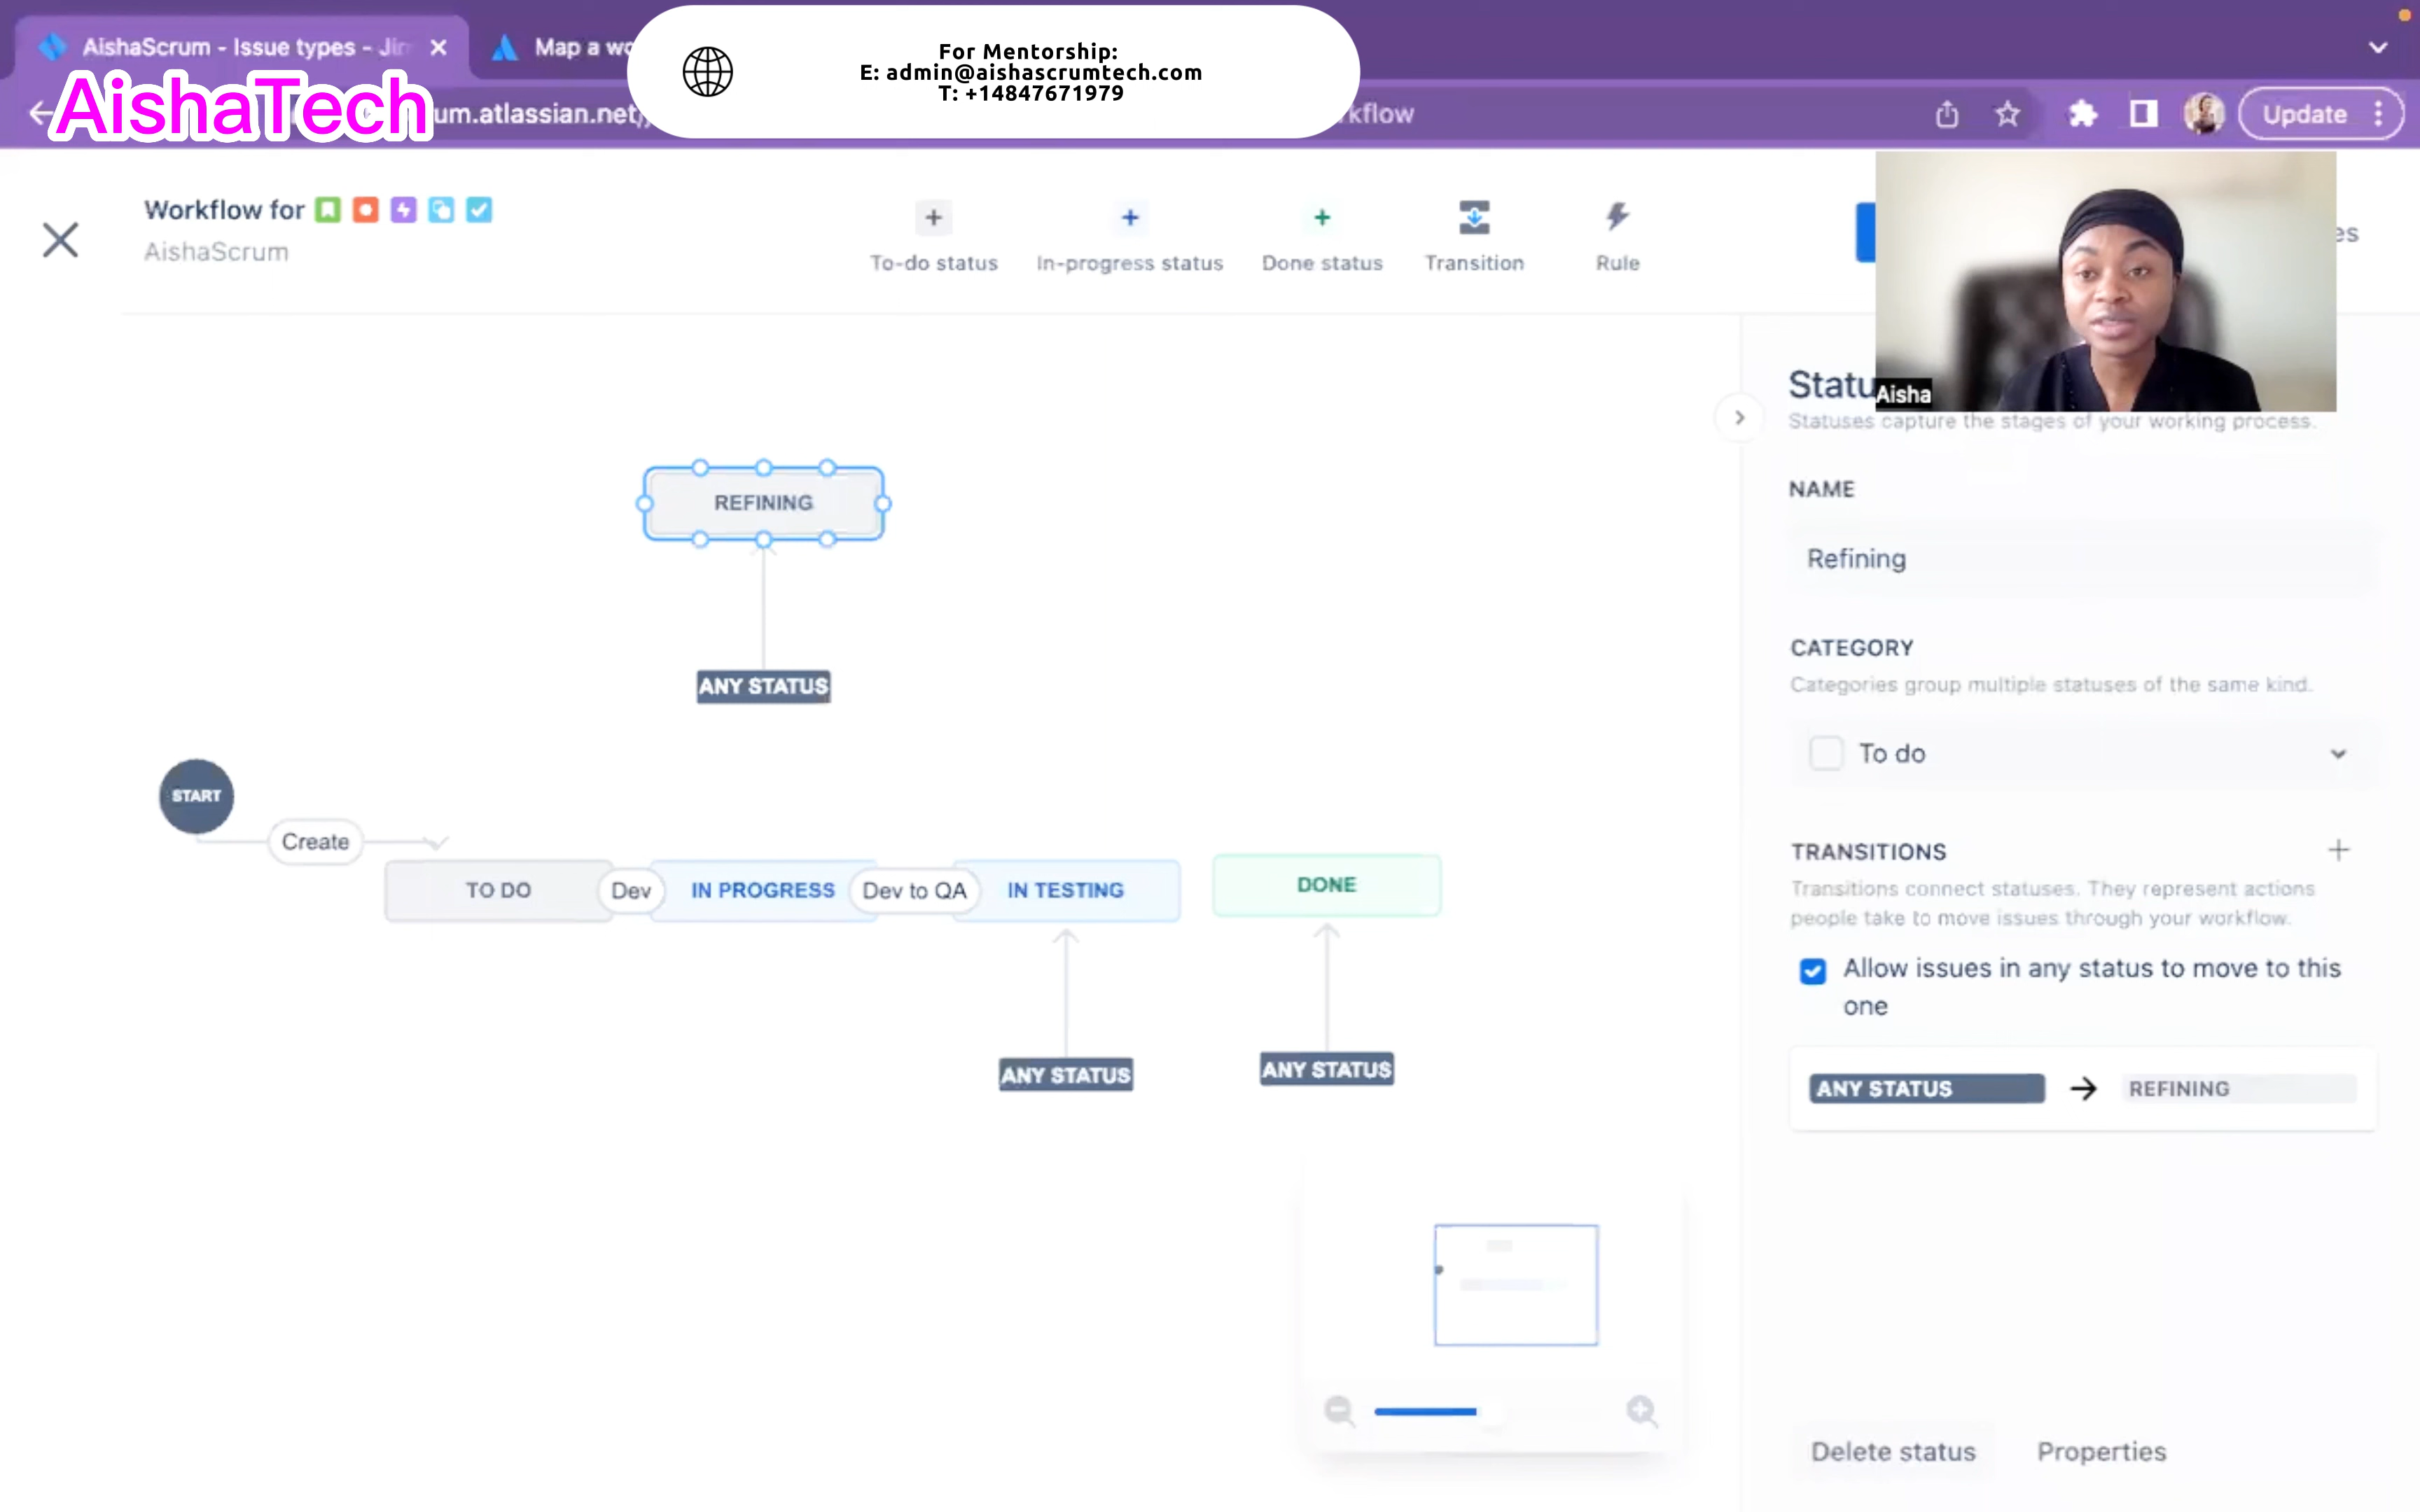 AishaScrum - Issue types - Jir
Map a wo
For Mentorship:
E: admin@aishascrumtech.com
T: +14847671979
AishaTech
um.atlassian.net/
kflow
Update
Workflow for
AishaScrum
To-do status
In-progress status
Done status
Transition
Rule
es
Aisha
Statu
Statuses capture the stages of your working process.
NAME
Refining
CATEGORY
Categories group multiple statuses of the same kind.
To do
TRANSITIONS
Transitions connect statuses. They represent actions
people take to move issues through your workflow.
Allow issues in any status to move to this
one
ANY STATUS
REFINING
Delete status
Properties
REFINING
ANY STATUS
START
Create
TO DO
Dev
IN PROGRESS
Dev to QA
IN TESTING
DONE
ANY STATUS
ANY STATUS